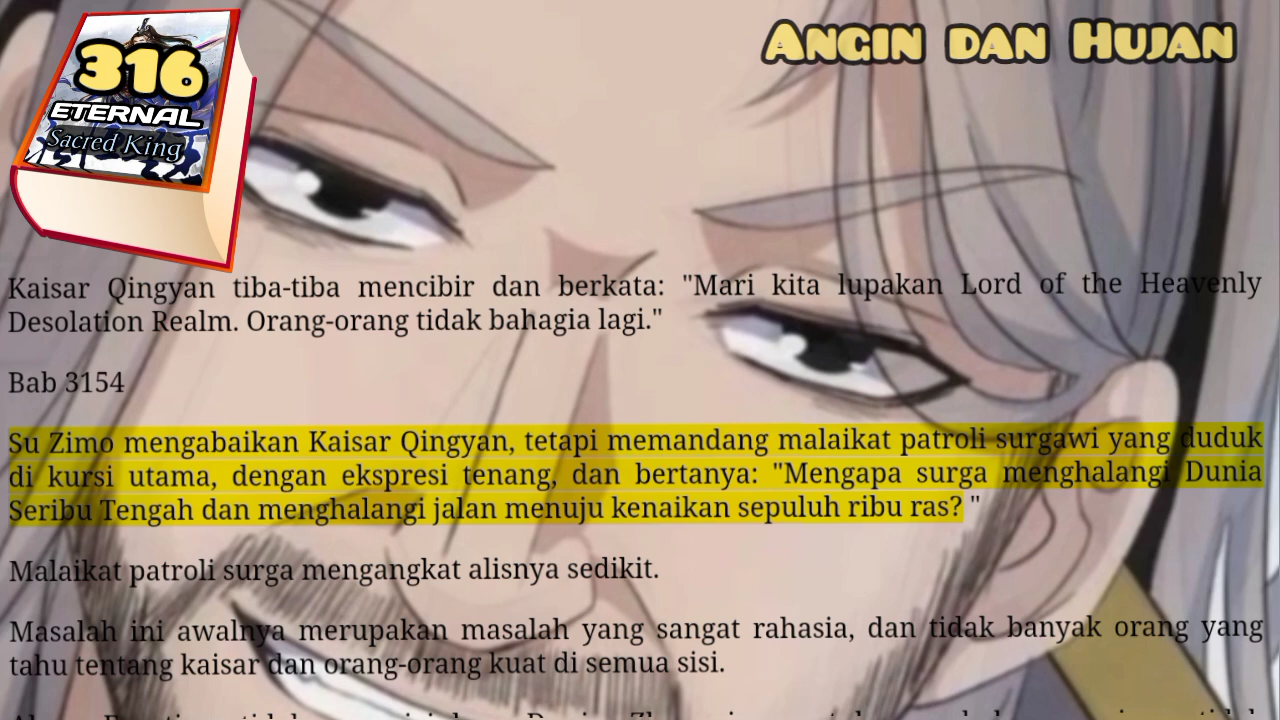 316
ETERNAL
Sacred King
ANGIN DAN HUJAN
Kaisar Qingyan tiba-tiba mencibir dan berkata: "Mari kita lupakan Lord of the Heavenly
Desolation Realm. Orang-orang tidak bahagia lagi."
Bab 3154
Su Zimo mengabaikan Kaisar Qingyan, tetapi memandang malaikat patroli surgawi yang duduk
di kursi utama, dengan ekspresi tenang, dan bertanya: "Mengapa surga menghalangi Dunia
Seribu Tengah dan menghalangi jalan menuju kenaikan sepuluh ribu ras? "
Malaikat patroli surga mengangkat alisnya sedikit.
Masalah ini awalnya merupakan masalah yang sangat rahasia, dan tidak banyak orang yang
tahu tentang kaisar dan orang-orang kuat di semua sisi.